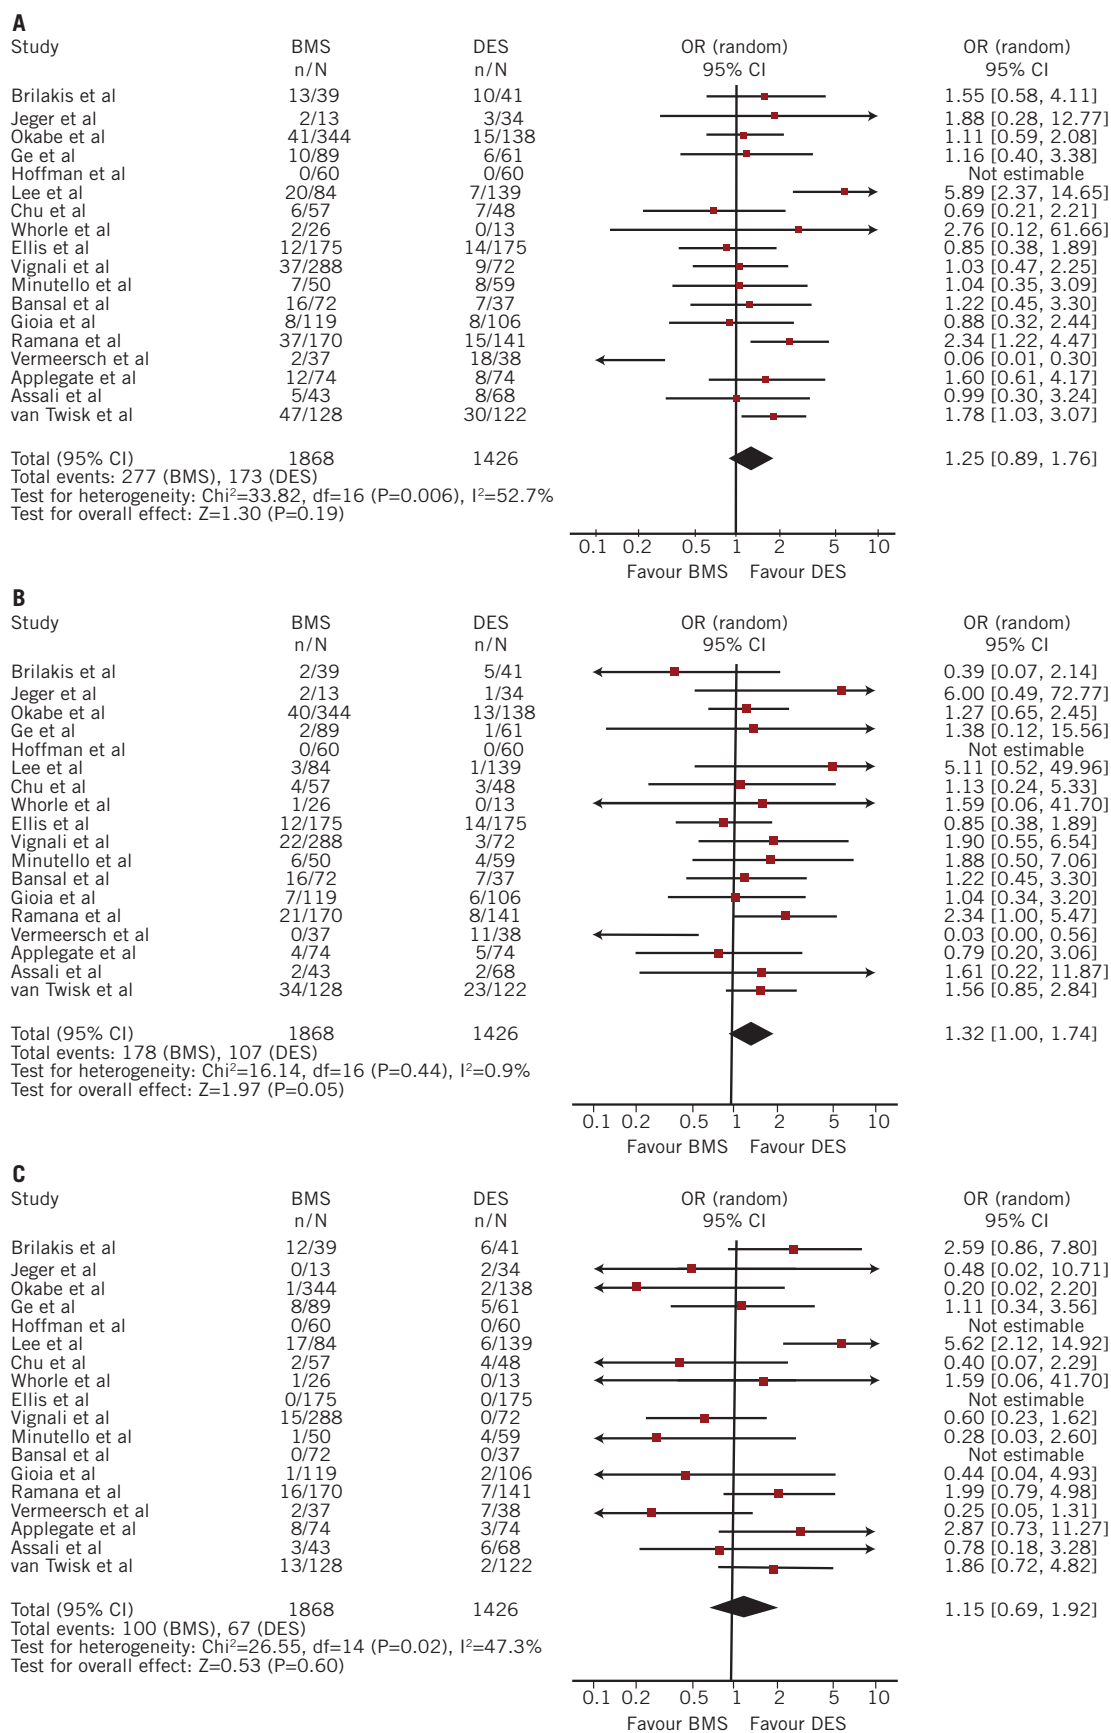 A
Study BMS DES OR (random) OR (random)
n/N n/N 95% CI 95% CI
Brilakis et al 13/39 10/41 1.55 [0.58, 4.11]
Jeger et al 2/13 3/34 1.88 [0.28, 12.77]
Okabe et al 41/344 15/138 1.11 [0.59, 2.08]
Ge et al 10/89 6/61 1.16 [0.40, 3.38]
Hoffman et al 0/60 0/60 Not estimable
Lee et al 20/84 7/139 5.89 [2.37, 14.65]
Chu et al 6/57 7/48 0.69 [0.21, 2.21]
Whorle et al 2/26 0/13 2.76 [0.12, 61.66]
Ellis et al 12/175 14/175 0.85 [0.38, 1.89]
Vignali et al 37/288 9/72 1.03 [0.47, 2.25]
Minutello et al 7/50 8/59 1.04 [0.35, 3.09]
Bansal et al 16/72 7/37 1.22 [0.45, 3.30]
Gioia et al 8/119 8/106 0.88 [0.32, 2.44]
Ramana et al 37/170 15/141 2.34 [1.22, 4.47]
Vermeersch et al 2/37 18/38 0.06 [0.01, 0.30]
Applegate et al 12/74 8/74 1.60 [0.61, 4.17]
Assali et al 5/43 8/68 0.99 [0.30, 3.24]
van Twisk et al 47/128 30/122 1.78 [1.03, 3.07]
Total (95% CI) 1868 1426 1.25 [0.89, 1.76]
Total events: 277 (BMS), 173 (DES)
Test for heterogeneity: Chi²=33.82, df=16 (P=0.006), I²=52.7%
Test for overall effect: Z=1.30 (P=0.19)
0.1 0.2 0.5 1 2 5 10
Favour BMS Favour DES
B
Study BMS DES OR (random) OR (random)
n/N n/N 95% CI 95% CI
Brilakis et al 2/39 5/41 0.39 [0.07, 2.14]
Jeger et al 2/13 1/34 6.00 [0.49, 72.77]
Okabe et al 40/344 13/138 1.27 [0.65, 2.45]
Ge et al 2/89 1/61 1.38 [0.12, 15.56]
Hoffman et al 0/60 0/60 Not estimable
Lee et al 3/84 1/139 5.11 [0.52, 49.96]
Chu et al 4/57 3/48 1.13 [0.24, 5.33]
Whorle et al 1/26 0/13 1.59 [0.06, 41.70]
Ellis et al 12/175 14/175 0.85 [0.38, 1.89]
Vignali et al 22/288 3/72 1.90 [0.55, 6.54]
Minutello et al 6/50 4/59 1.88 [0.50, 7.06]
Bansal et al 16/72 7/37 1.22 [0.45, 3.30]
Gioia et al 7/119 6/106 1.04 [0.34, 3.20]
Ramana et al 21/170 8/141 2.34 [1.00, 5.47]
Vermeersch et al 0/37 11/38 0.03 [0.00, 0.56]
Applegate et al 4/74 5/74 0.79 [0.20, 3.06]
Assali et al 2/43 2/68 1.61 [0.22, 11.87]
van Twisk et al 34/128 23/122 1.56 [0.85, 2.84]
Total (95% CI) 1868 1426 1.32 [1.00, 1.74]
Total events: 178 (BMS), 107 (DES)
Test for heterogeneity: Chi²=16.14, df=16 (P=0.44), I²=0.9%
Test for overall effect: Z=1.97 (P=0.05)
0.1 0.2 0.5 1 2 5 10
Favour BMS Favour DES
C
Study BMS DES OR (random) OR (random)
n/N n/N 95% CI 95% CI
Brilakis et al 12/39 6/41 2.59 [0.86, 7.80]
Jeger et al 0/13 2/34 0.48 [0.02, 10.71]
Okabe et al 1/344 2/138 0.20 [0.02, 2.20]
Ge et al 8/89 5/61 1.11 [0.34, 3.56]
Hoffman et al 0/60 0/60 Not estimable
Lee et al 17/84 6/139 5.62 [2.12, 14.92]
Chu et al 2/57 4/48 0.40 [0.07, 2.29]
Whorle et al 1/26 0/13 1.59 [0.06, 41.70]
Ellis et al 0/175 0/175 Not estimable
Vignali et al 15/288 0/72 0.60 [0.23, 1.62]
Minutello et al 1/50 4/59 0.28 [0.03, 2.60]
Bansal et al 0/72 0/37 Not estimable
Gioia et al 1/119 2/106 0.44 [0.04, 4.93]
Ramana et al 16/170 7/141 1.99 [0.79, 4.98]
Vermeersch et al 2/37 7/38 0.25 [0.05, 1.31]
Applegate et al 8/74 3/74 2.87 [0.73, 11.27]
Assali et al 3/43 6/68 0.78 [0.18, 3.28]
van Twisk et al 13/128 2/122 1.86 [0.72, 4.82]
Total (95% CI) 1868 1426 1.15 [0.69, 1.92]
Total events: 100 (BMS), 67 (DES)
Test for heterogeneity: Chi²=26.55, df=14 (P=0.02), I²=47.3%
Test for overall effect: Z=0.53 (P=0.60)
0.1 0.2 0.5 1 2 5 10
Favour BMS Favour DES